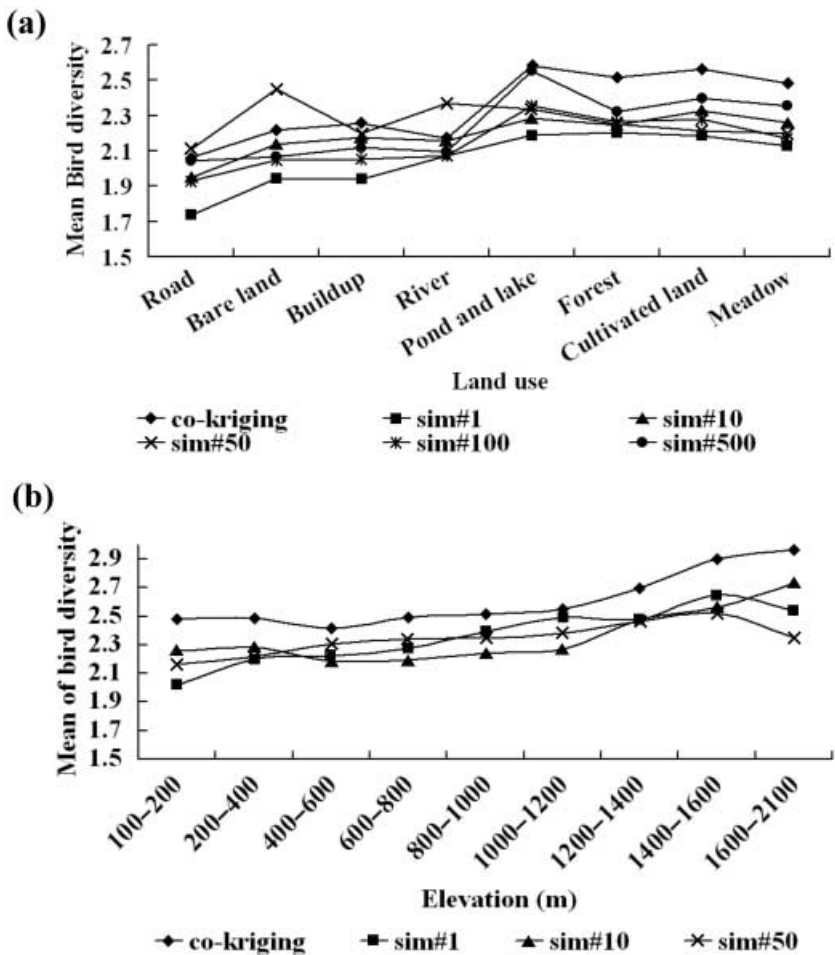 (a)
Mean Bird diversity
2.7
2.5
2.3
2.1
1.9
1.7
1.5
Road
Bare land
Buildup
River
Pond and lake
Forest
Cultivated land
Meadow
Land use
co-kriging sim#1 sim#10
sim#50 sim#100 sim#500
(b)
Mean of bird diversity
2.9
2.7
2.5
2.3
2.1
1.9
1.7
1.5
100–200
200–400
400–600
600–800
800–1000
1000–1200
1200–1400
1400–1600
1600–2100
Elevation (m)
co-kriging sim#1 sim#10 sim#50